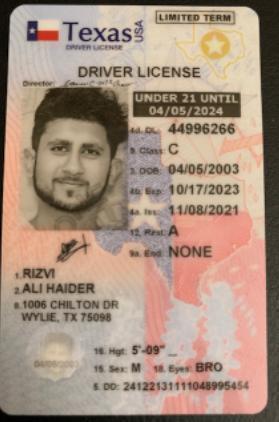 LIMITED TERM
Texas USA
DRIVER LICENSE
DRIVER LICENSE
Director:
UNDER 21 UNTIL
04/05/2024
4d. DL: 44996266
9. Class: C
3. DOB: 04/05/2003
4b. Exp: 10/17/2023
4a. Iss: 11/08/2021
12. Rest: A
9a. End: NONE
1. RIZVI
2. ALI HAIDER
8. 1006 CHILTON DR
WYLIE, TX 75098
16. Hgt: 5'-09"
15. Sex: M 18. Eyes: BRO
5. DD: 24122131111048995454